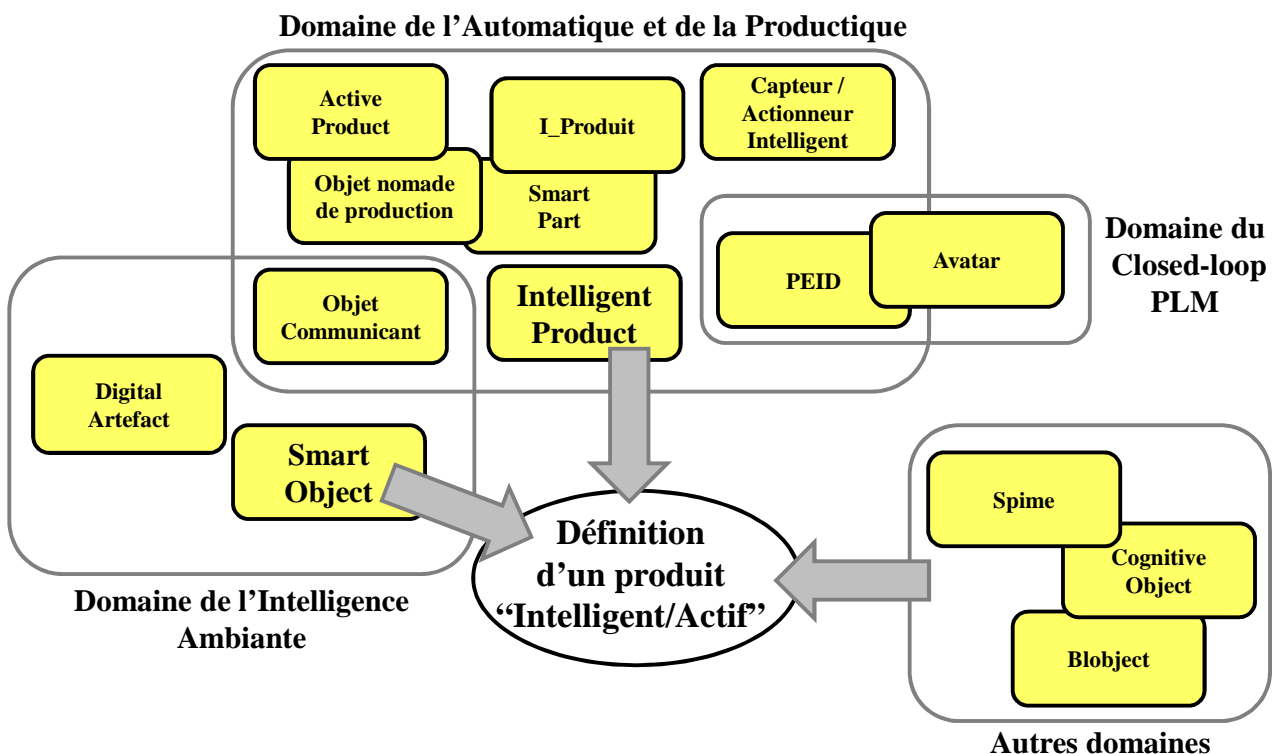 Domaine de l’Automatique et de la Productique
Active
Product
I_Produit
Capteur /
Actionneur
Intelligent
Objet nomade
de production
Smart
Part
PEID
Avatar
Domaine du
Closed-loop
PLM
Objet
Communicant
Intelligent
Product
Digital
Artefact
Smart
Object
Domaine de l’Intelligence
Ambiante
Définition
d’un produit
“Intelligent/Actif”
Spime
Cognitive
Object
Blobject
Autres domaines